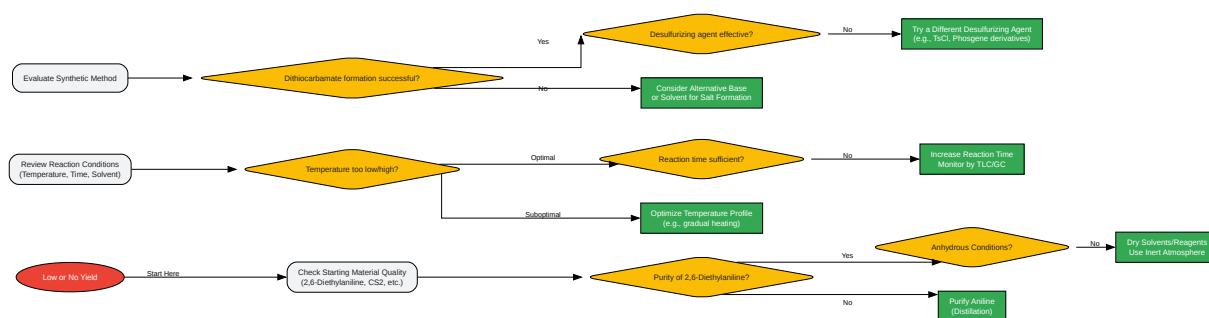 Yes
Desulfurizing agent effective?
No
Try a Different Desulfurizing Agent
(e.g., TsCl, Phosgene derivatives)
Evaluate Synthetic Method
Dithiocarbamate formation successful?
No
Consider Alternative Base
or Solvent for Salt Formation
Review Reaction Conditions
(Temperature, Time, Solvent)
Temperature too low/high?
Optimal
Reaction time sufficient?
No
Increase Reaction Time
Monitor by TLC/GC
Suboptimal
Optimize Temperature Profile
(e.g., gradual heating)
Low or No Yield
Start Here
Check Starting Material Quality
(2,6-Diethylaniline, CS2, etc.)
Purity of 2,6-Diethylaniline?
Yes
Anhydrous Conditions?
No
Dry Solvents/Reagents
Use Inert Atmosphere
No
Purify Aniline
(Distillation)